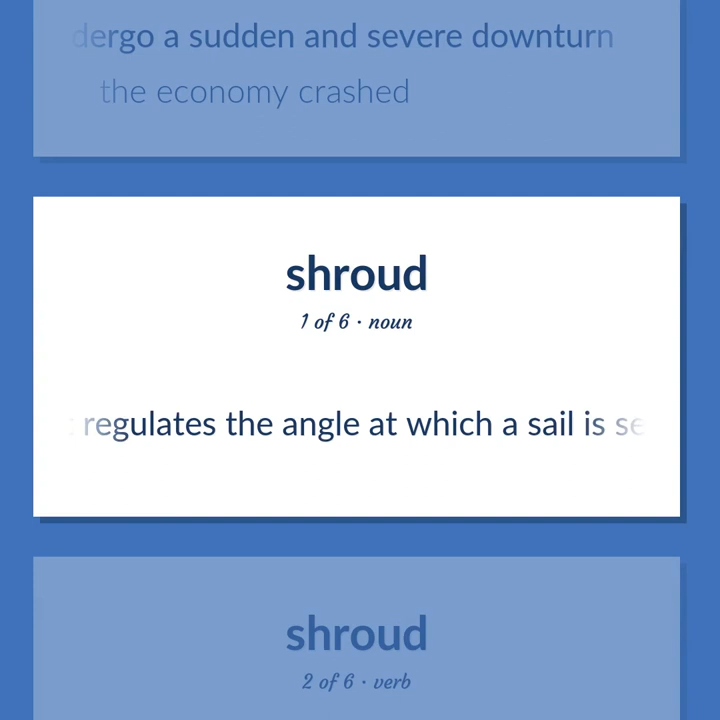 dergo a sudden and severe downturn
the economy crashed
shroud
1 of 6 · noun
regulates the angle at which a sail is se
shroud
2 of 6 · verb